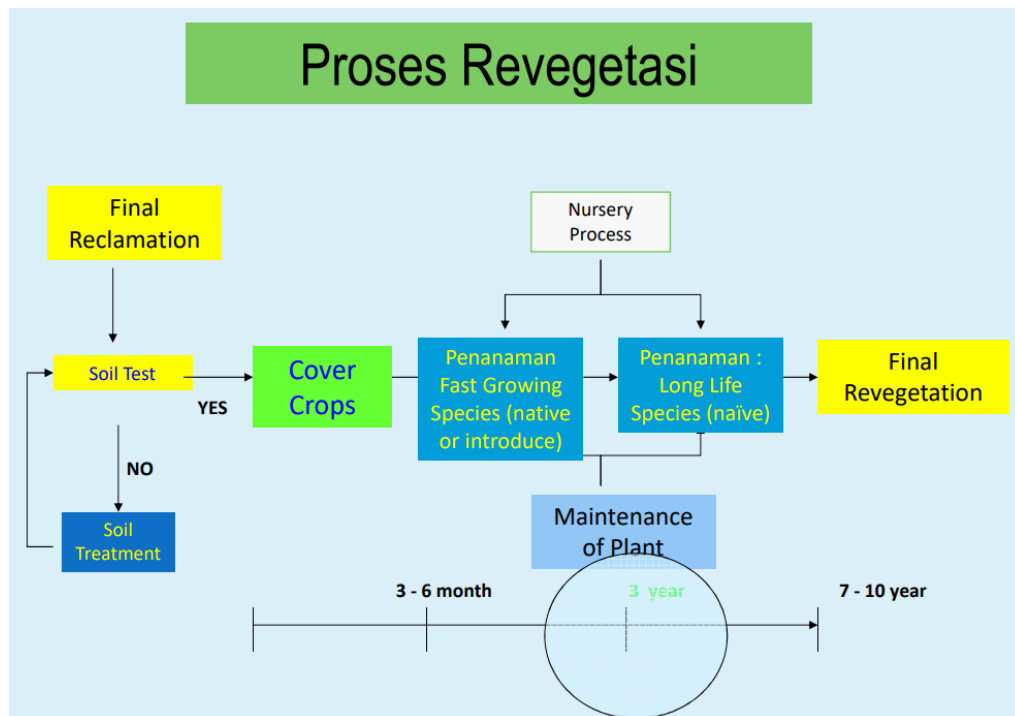 Proses Revegetasi
Final
Reclamation
Nursery
Process
Soil Test
YES
Cover
Crops
Penanaman
Fast Growing
Species (native
or introduce)
Penanaman :
Long Life
Species (naïve)
Final
Revegetation
NO
Soil
Treatment
Maintenance
of Plant
3 - 6 month
3 year
7 - 10 year